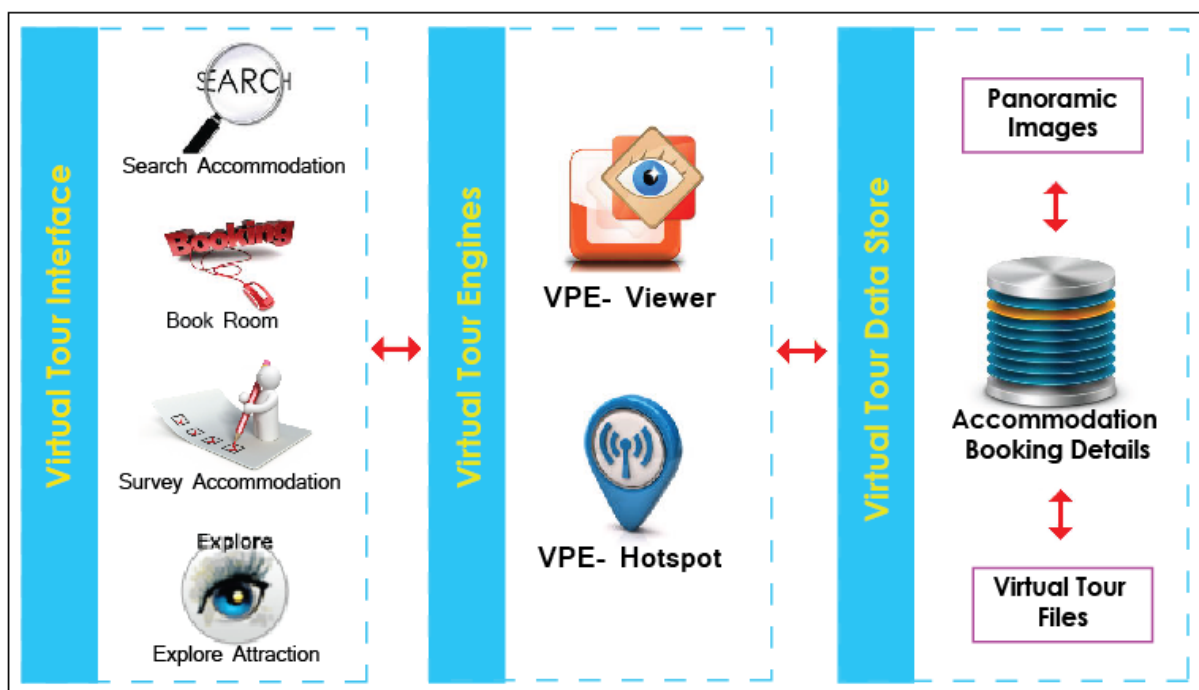 Virtual Tour Interface
SEARCH
Search Accommodation
Booking
Book Room
Survey Accommodation
Explore
Explore Attraction
Virtual Tour Engines
VPE- Viewer
VPE- Hotspot
Virtual Tour Data Store
Panoramic
Images
Accommodation
Booking Details
Virtual Tour
Files